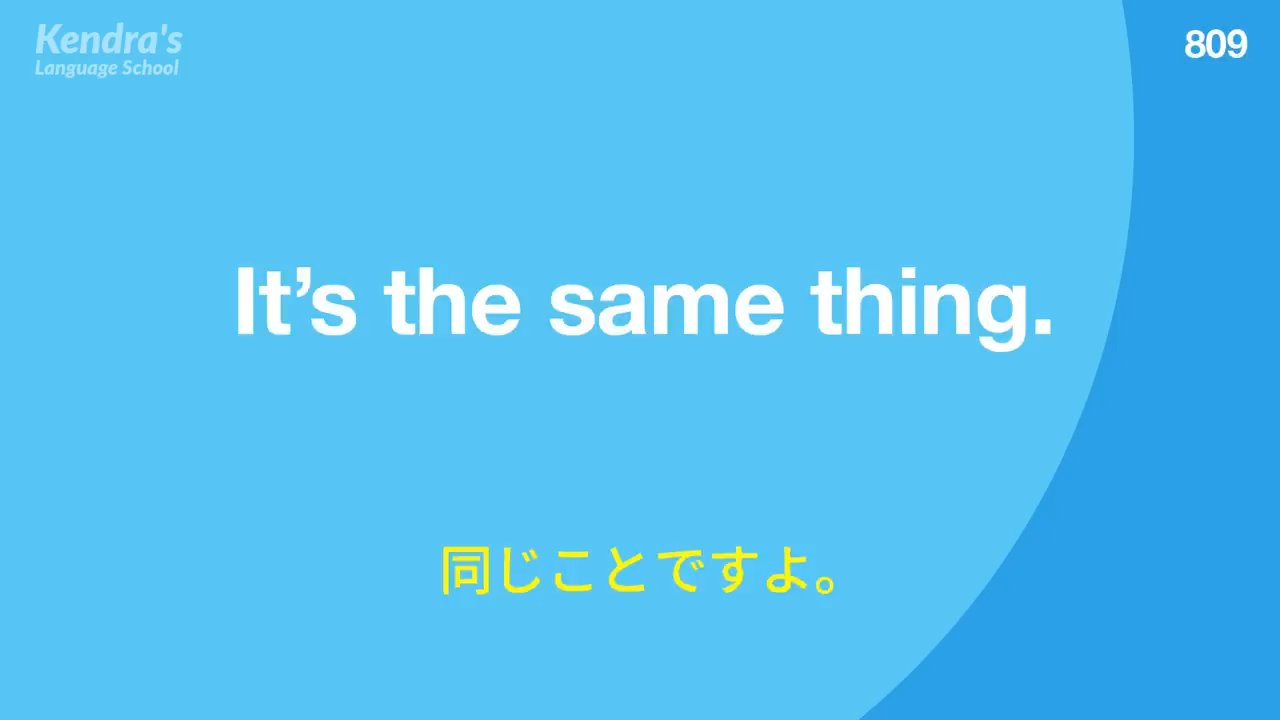 Kendra's
Language School
809
It’s the same thing.
同じことですよ。